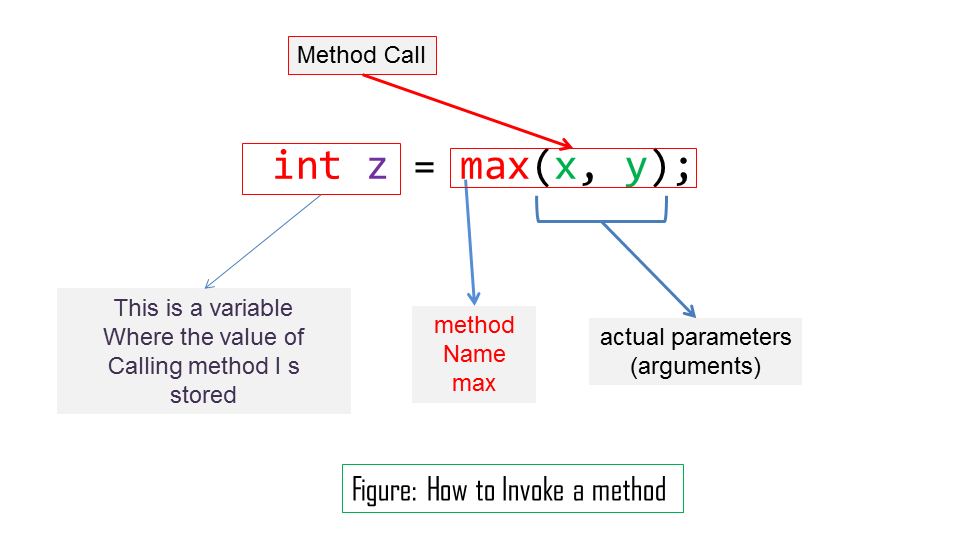 Method Call
int z = max(x, y);
This is a variable
Where the value of
Calling method I s
stored
method
Name
max
actual parameters
(arguments)
Figure: How to Invoke a method